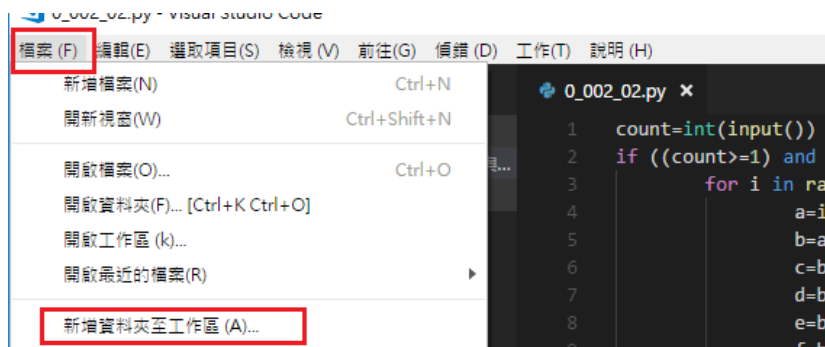 0_002_02.py - Visual Studio Code
檔案 (F) 編輯(E) 選取項目(S) 檢視 (V) 前往(G) 偵錯 (D) 工作(T) 說明 (H)
新增檔案(N) Ctrl+N
開新視窗(W) Ctrl+Shift+N
開啟檔案(O)... Ctrl+O
開啟資料夾(F)... [Ctrl+K Ctrl+O]
開啟工作區 (k)...
開啟最近的檔案(R)
新增資料夾至工作區 (A)...
0_002_02.py ×
1 count=int(input())
2 if ((count>=1) and
3 for i in ra
4 a=i
5 b=a
6 c=b
7 d=b
8 e=b